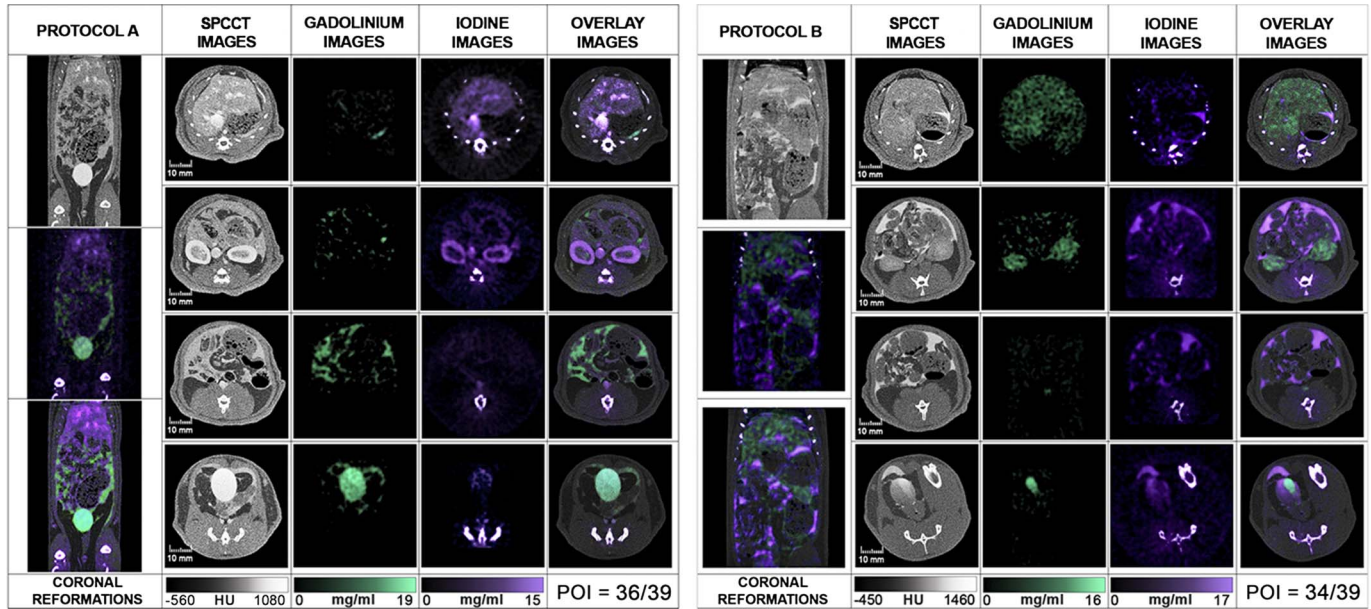 PROTOCOL A
SPCCT IMAGES
GADOLINIUM IMAGES
IODINE IMAGES
OVERLAY IMAGES
10 mm
10 mm
10 mm
10 mm
CORONAL REFORMATIONS
-560 HU 1080
0 mg/ml 19
0 mg/ml 15
POI = 36/39
PROTOCOL B
SPCCT IMAGES
GADOLINIUM IMAGES
IODINE IMAGES
OVERLAY IMAGES
10 mm
10 mm
10 mm
10 mm
CORONAL REFORMATIONS
-450 HU 1460
0 mg/ml 16
0 mg/ml 17
POI = 34/39